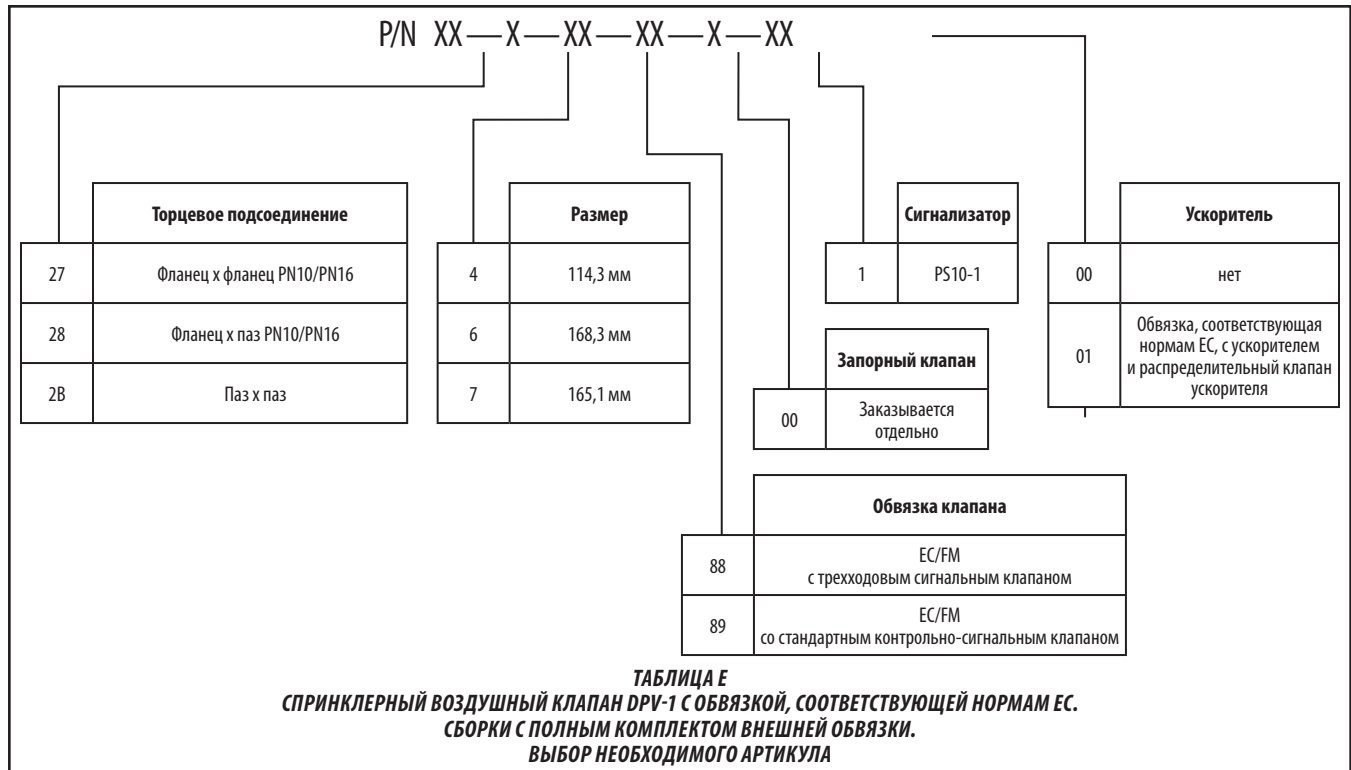 P/N XX — X — XX — XX — X — XX
Торцевое подсоединение
27
Фланец x фланец PN10/PN16
28
Фланец x паз PN10/PN16
2B
Паз x паз
Размер
4
114,3 мм
6
168,3 мм
7
165,1 мм
Сигнализатор
1
PS10-1
Ускоритель
00
нет
01
Обвязка, соответствующая
нормам ЕС, с ускорителем
и распределительный клапан
ускорителя
Запорный клапан
00
Заказывается
отдельно
Обвязка клапана
88
EC/FM
с трехходовым сигнальным клапаном
89
EC/FM
со стандартным контрольно-сигнальным клапаном
ТАБЛИЦА E
СПРИНКЛЕРНЫЙ ВОЗДУШНЫЙ КЛАПАН DPV-1 С ОБВЯЗКОЙ, СООТВЕТСТВУЮЩЕЙ НОРМАМ ЕС.
СБОРКИ С ПОЛНЫМ КОМПЛЕКТОМ ВНЕШНЕЙ ОБВЯЗКИ.
ВЫБОР НЕОБХОДИМОГО АРТИКУЛА